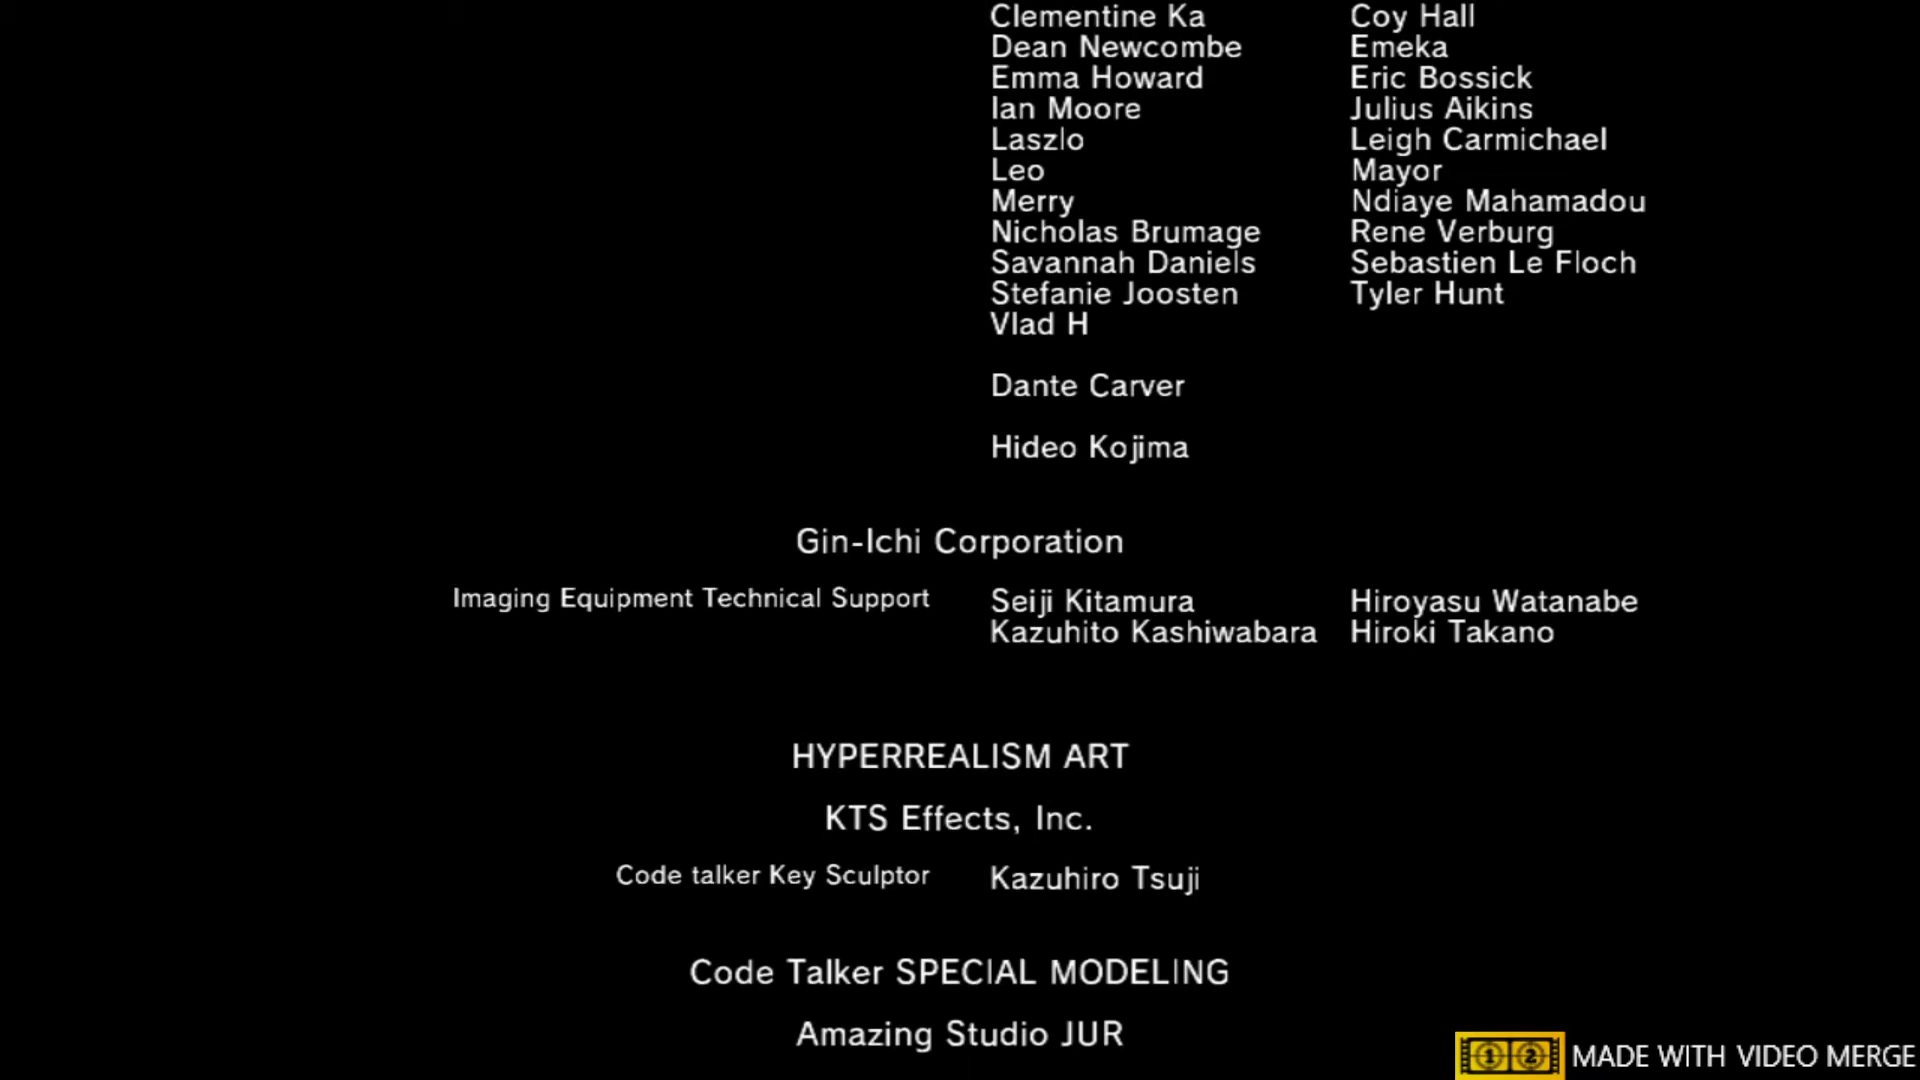 Clementine Ka Coy Hall
Dean Newcombe Emeka
Emma Howard Eric Bossick
Ian Moore Julius Aikins
Laszlo Leigh Carmichael
Leo Mayor
Merry Ndiaye Mahamadou
Nicholas Brumage Rene Verburg
Savannah Daniels Sebastien Le Floch
Stefanie Joosten Tyler Hunt
Vlad H
Dante Carver
Hideo Kojima
Gin-Ichi Corporation
Imaging Equipment Technical Support Seiji Kitamura Hiroyasu Watanabe
Kazuhito Kashiwabara Hiroki Takano
HYPERREALISM ART
KTS Effects, Inc.
Code talker Key Sculptor Kazuhiro Tsuji
Code Talker SPECIAL MODELING
Amazing Studio JUR
1 2 MADE WITH VIDEO MERGE